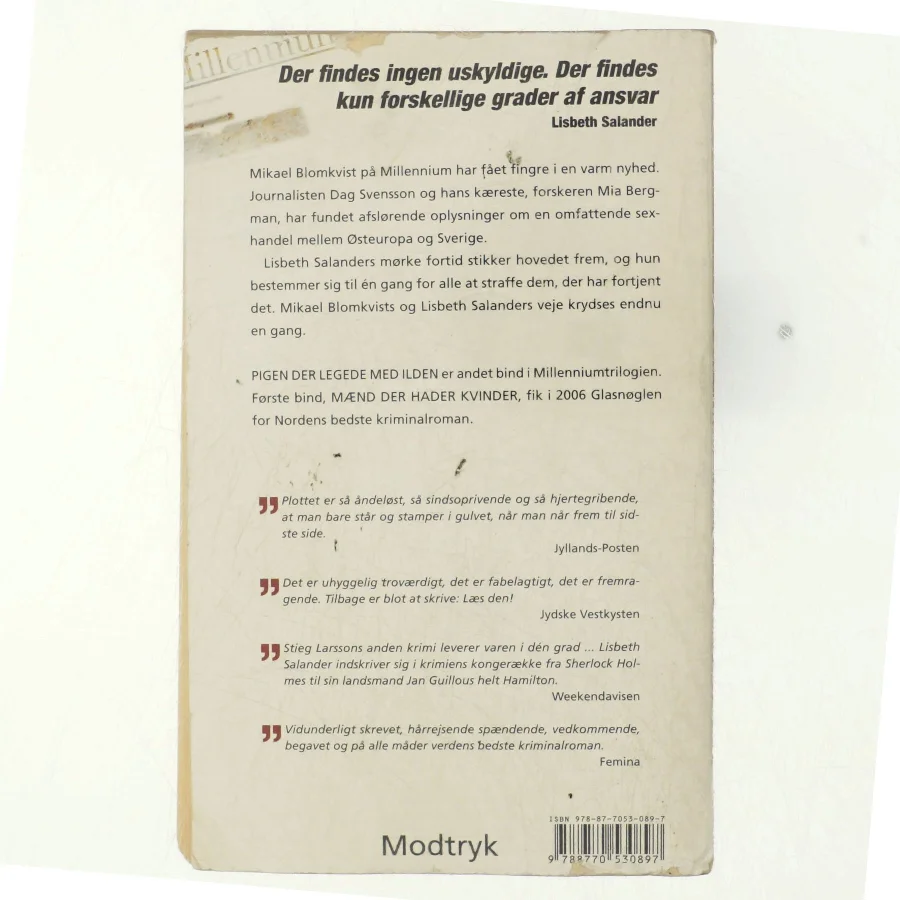 Millennium
Der findes ingen uskyldige. Der findes
kun forskellige grader af ansvar
Lisbeth Salander
Mikael Blomkvist på Millennium har fået fingre i en varm nyhed.
Journalisten Dag Svensson og hans kæreste, forskeren Mia Berg-
man, har fundet afslørende oplysninger om en omfattende sex-
handel mellem Østeuropa og Sverige.
Lisbeth Salanders mørke fortid stikker hovedet frem, og hun
bestemmer sig til én gang for alle at straffe dem, der har fortjent
det. Mikael Blomkvists og Lisbeth Salanders veje krydses endnu
en gang.
PIGEN DER LEGEDE MED ILDEN er andet bind i Millenniumtrilogien.
Første bind, MÆND DER HADER KVINDER, fik i 2006 Glasnøglen
for Nordens bedste kriminalroman.
" Plottet er så åndeløst, så sindsoprivende og så hjertegribende,
at man bare står og stamper i gulvet, når man når frem til sid-
ste side.
Jyllands-Posten
" Det er uhyggelig troværdigt, det er fabelagtigt, det er fremra-
gende. Tilbage er blot at skrive: Læs den!
Jydske Vestkysten
" Stieg Larssons anden krimi leverer varen i dén grad ... Lisbeth
Salander indskriver sig i krimiens kongerække fra Sherlock Hol-
mes til sin landsmand Jan Guillous helt Hamilton.
Weekendavisen
" Vidunderligt skrevet, hårrejsende spændende, vedkommende,
begavet og på alle måder verdens bedste kriminalroman.
Femina
ISBN 978-87-7053-089-7
Modtryk
9 788770 530897